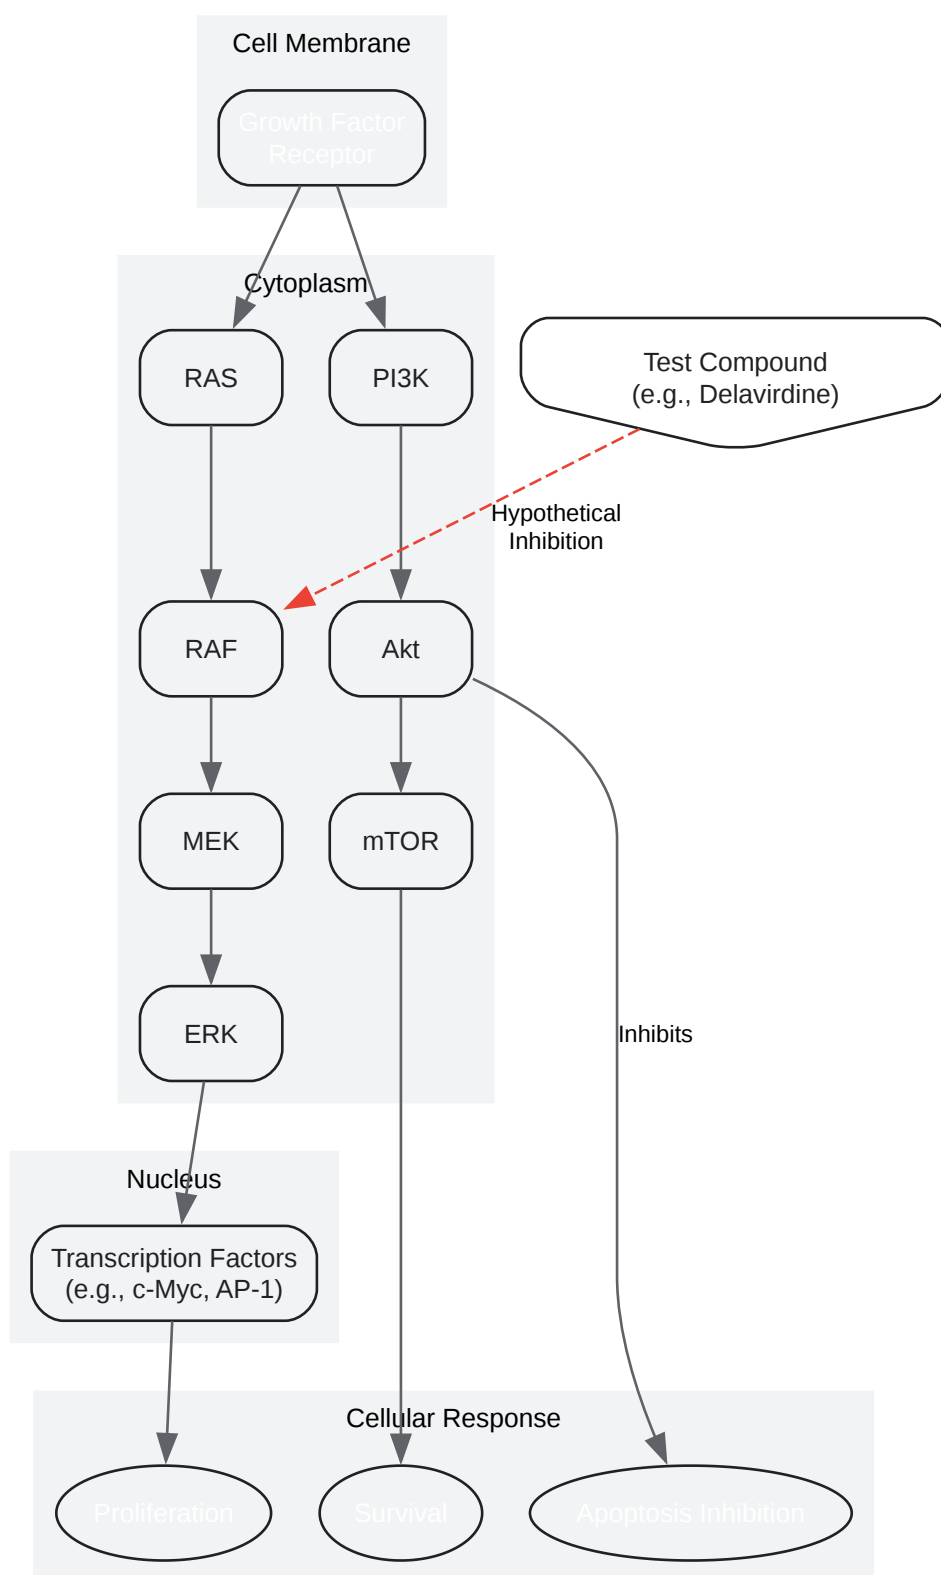 Cell Membrane
Growth Factor
Receptor
Cytoplasm
RAS
PI3K
Test Compound
(e.g., Delavirdine)
Hypothetical
Inhibition
RAF
Akt
MEK
mTOR
ERK
Inhibits
Nucleus
Transcription Factors
(e.g., c-Myc, AP-1)
Cellular Response
Proliferation
Survival
Apoptosis Inhibition